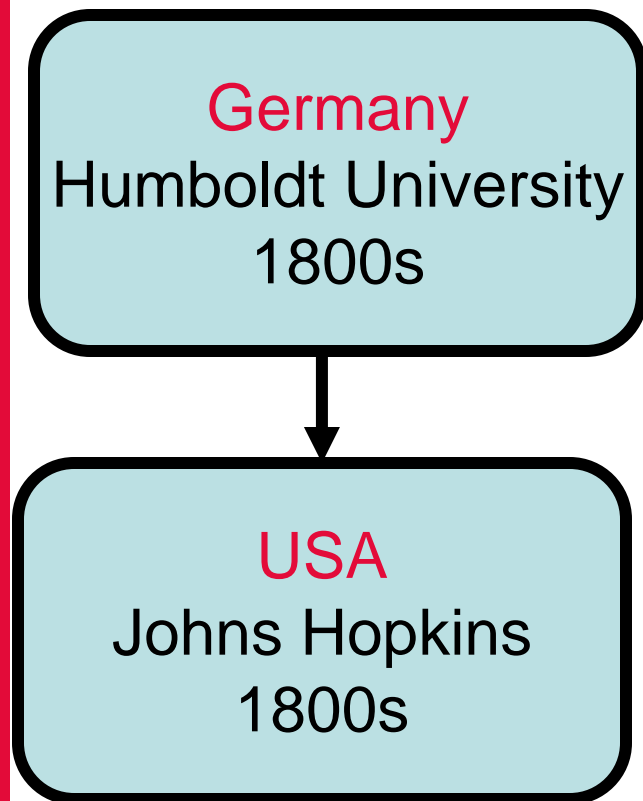 Germany
Humboldt University
1800s
USA
Johns Hopkins
1800s